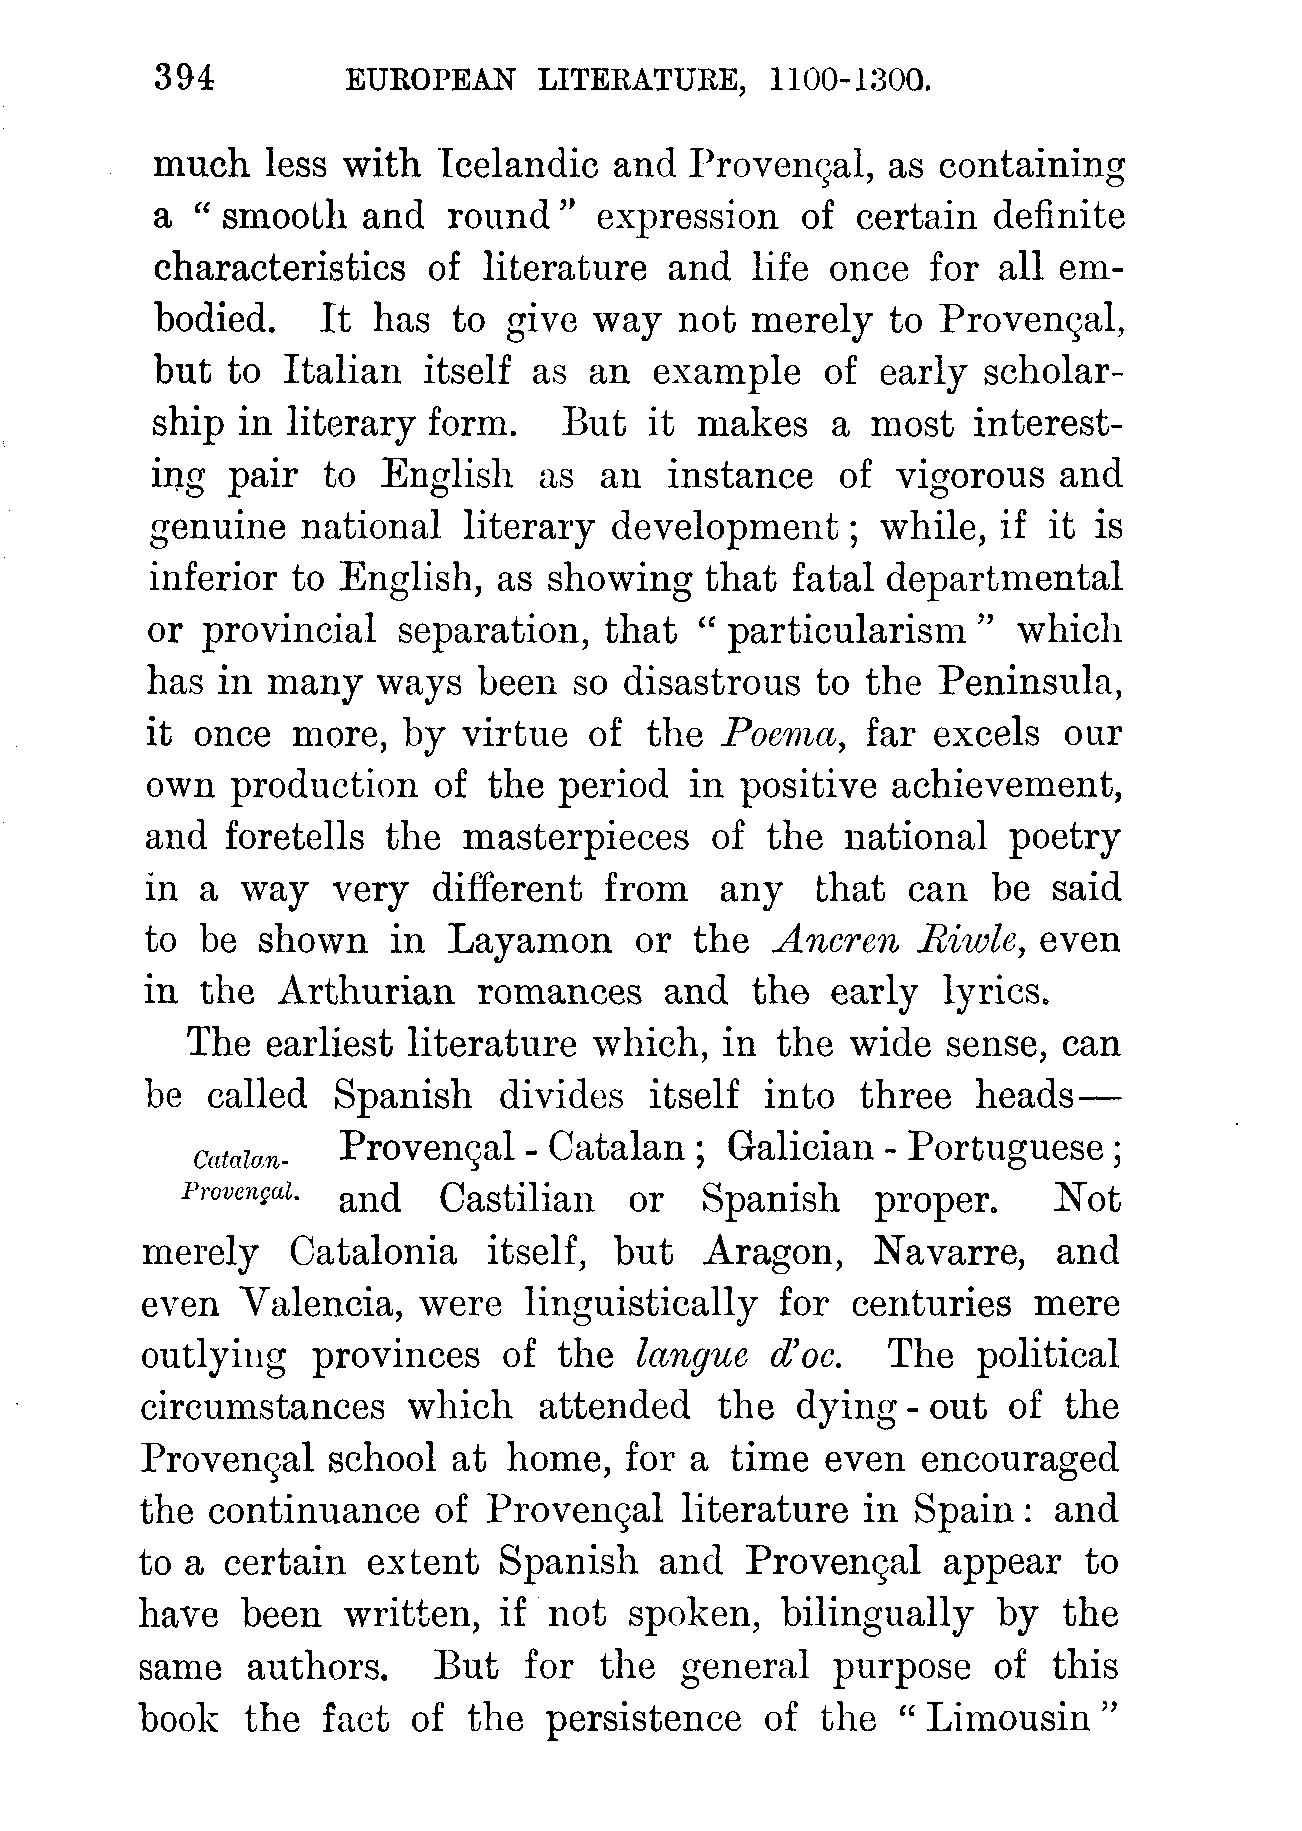 394 EUROPEAN LITERATURE, 1100-1300.
much less with Icelandic and Provençal, as containing
a “ smooth and round ” expression of certain definite
characteristics of literature and life once for all em-
bodied. It has to give way not merely to Provençal,
but to Italian itself as an example of early scholar-
ship in literary form. But it makes a most interest-
ing pair to English as an instance of vigorous and
genuine national literary development ; while, if it is
inferior to English, as showing that fatal departmental
or provincial separation, that “ particularism ” which
has in many ways been so disastrous to the Peninsula,
it once more, by virtue of the Poema, far excels our
own production of the period in positive achievement,
and foretells the masterpieces of the national poetry
in a way very different from any that can be said
to be shown in Layamon or the Ancren Riwle, even
in the Arthurian romances and the early lyrics.
The earliest literature which, in the wide sense, can
be called Spanish divides itself into three heads—
Catalan-
Provençal.
Provençal - Catalan ; Galician - Portuguese ;
and Castilian or Spanish proper. Not
merely Catalonia itself, but Aragon, Navarre, and
even Valencia, were linguistically for centuries mere
outlying provinces of the langue d’oc. The political
circumstances which attended the dying - out of the
Provençal school at home, for a time even encouraged
the continuance of Provençal literature in Spain : and
to a certain extent Spanish and Provençal appear to
have been written, if not spoken, bilingually by the
same authors. But for the general purpose of this
book the fact of the persistence of the “ Limousin ”